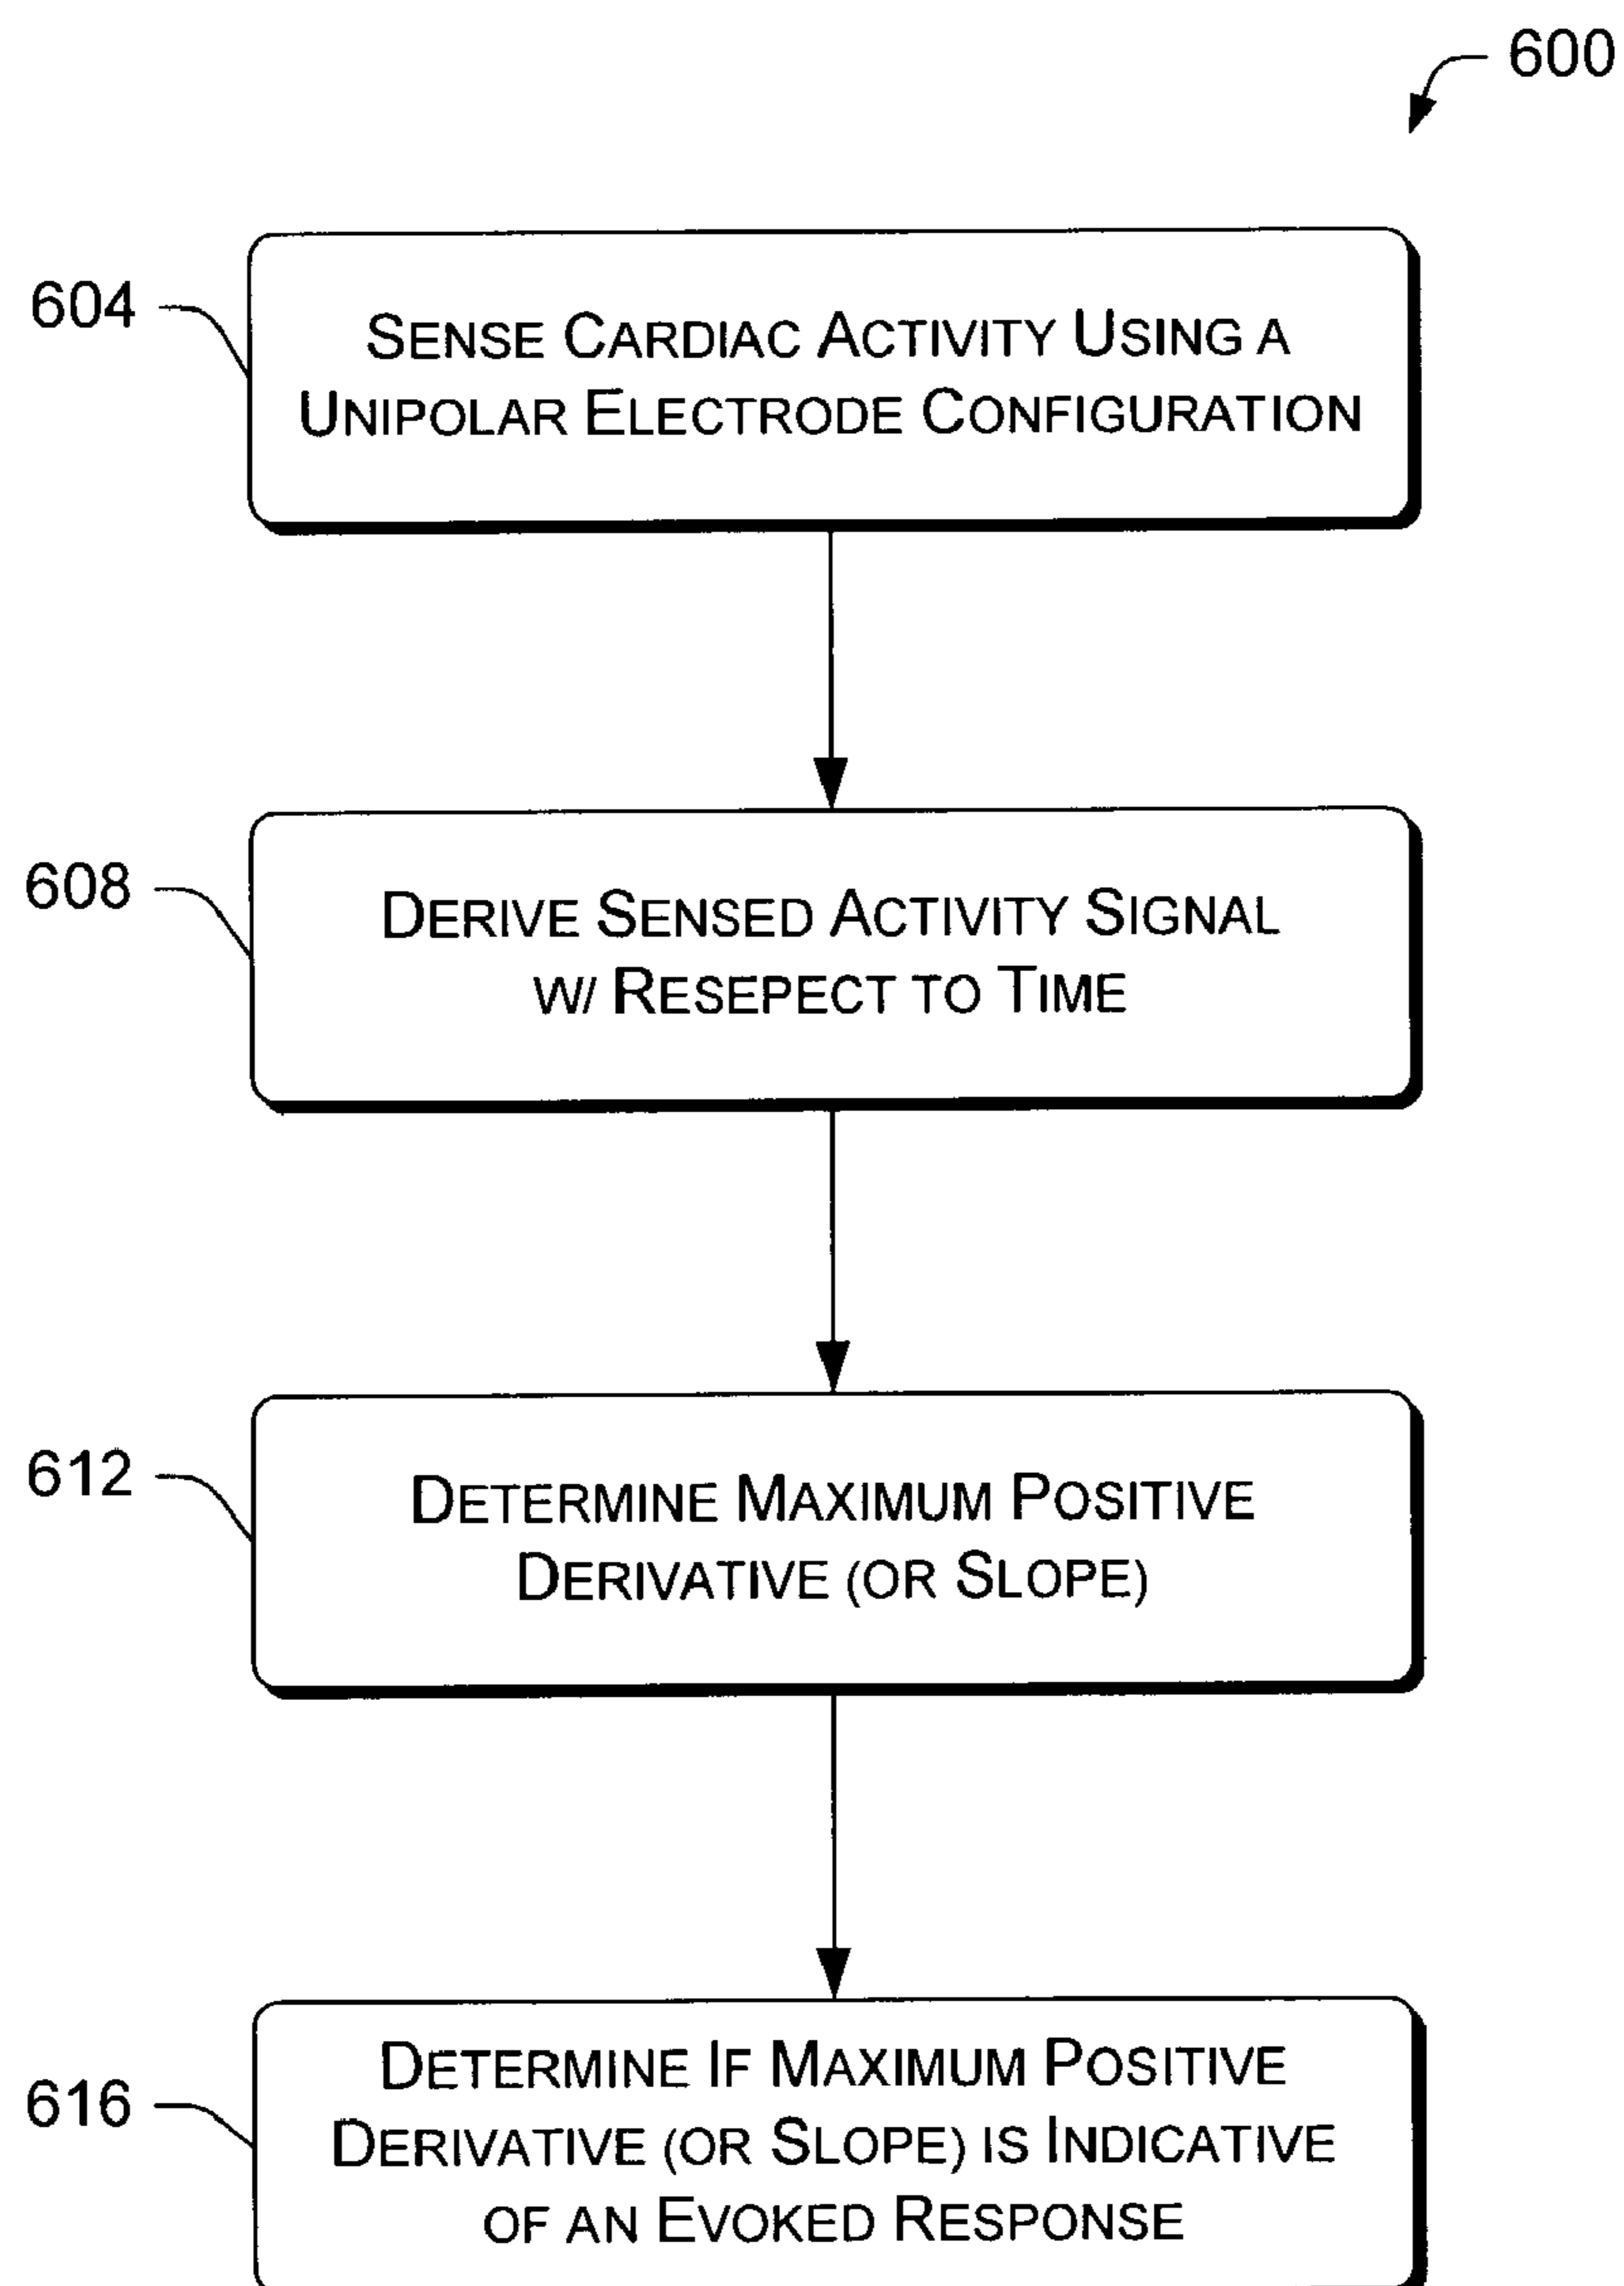 600
604
SENSE CARDIAC ACTIVITY USING A
UNIPOLAR ELECTRODE CONFIGURATION
608
DERIVE SENSED ACTIVITY SIGNAL
W/ RESEPECT TO TIME
612
DETERMINE MAXIMUM POSITIVE
DERIVATIVE (OR SLOPE)
616
DETERMINE IF MAXIMUM POSITIVE
DERIVATIVE (OR SLOPE) IS INDICATIVE
OF AN EVOKED RESPONSE